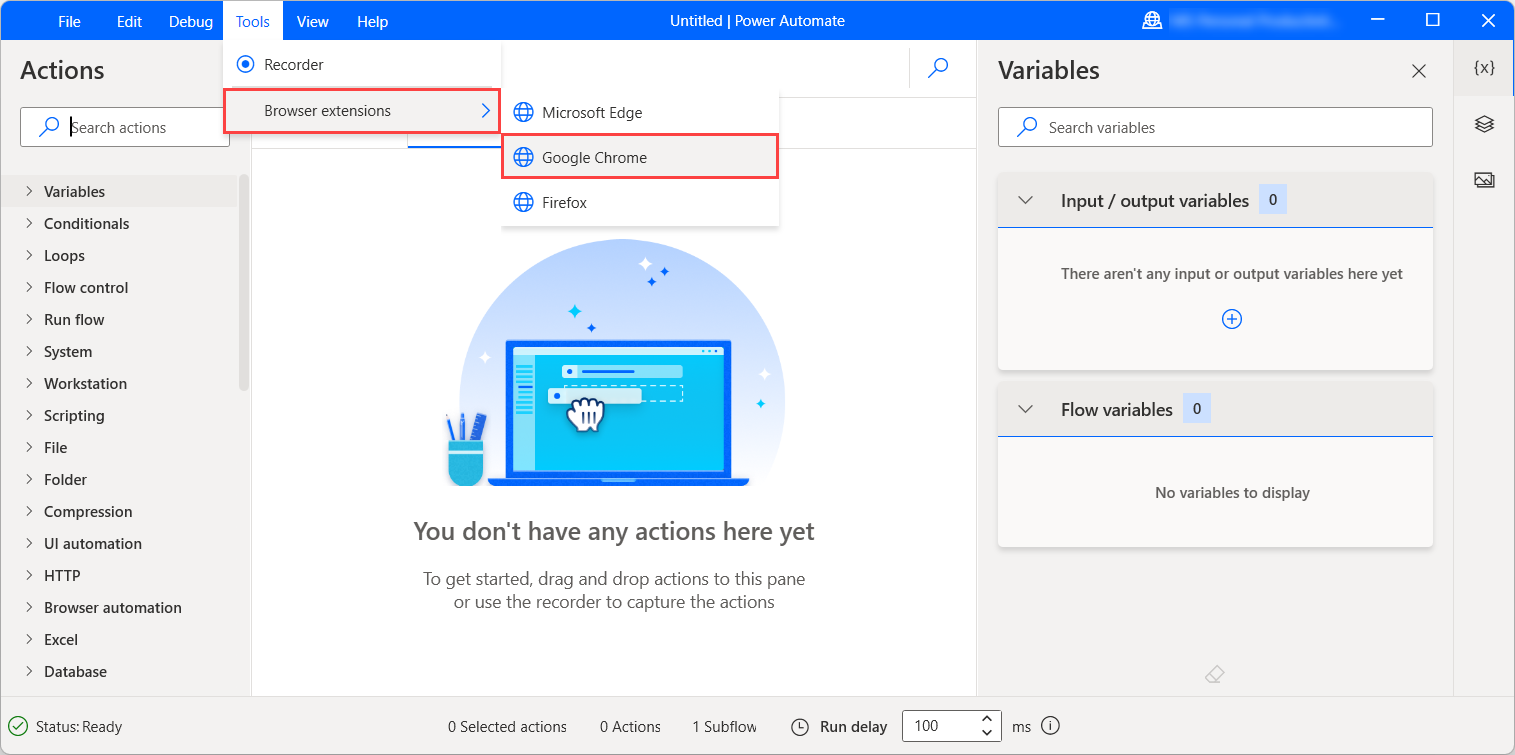 File Edit Debug Tools View Help Untitled | Power Automate
Actions
Search actions
Variables
Conditionals
Loops
Flow control
Run flow
System
Workstation
Scripting
File
Folder
Compression
UI automation
HTTP
Browser automation
Excel
Database
Recorder
Browser extensions
Microsoft Edge
Google Chrome
Firefox
You don't have any actions here yet
To get started, drag and drop actions to this pane
or use the recorder to capture the actions
Variables
{x}
Search variables
Input / output variables 0
There aren't any input or output variables here yet
Flow variables 0
No variables to display
Status: Ready 0 Selected actions 0 Actions 1 Subflow Run delay 100 ms